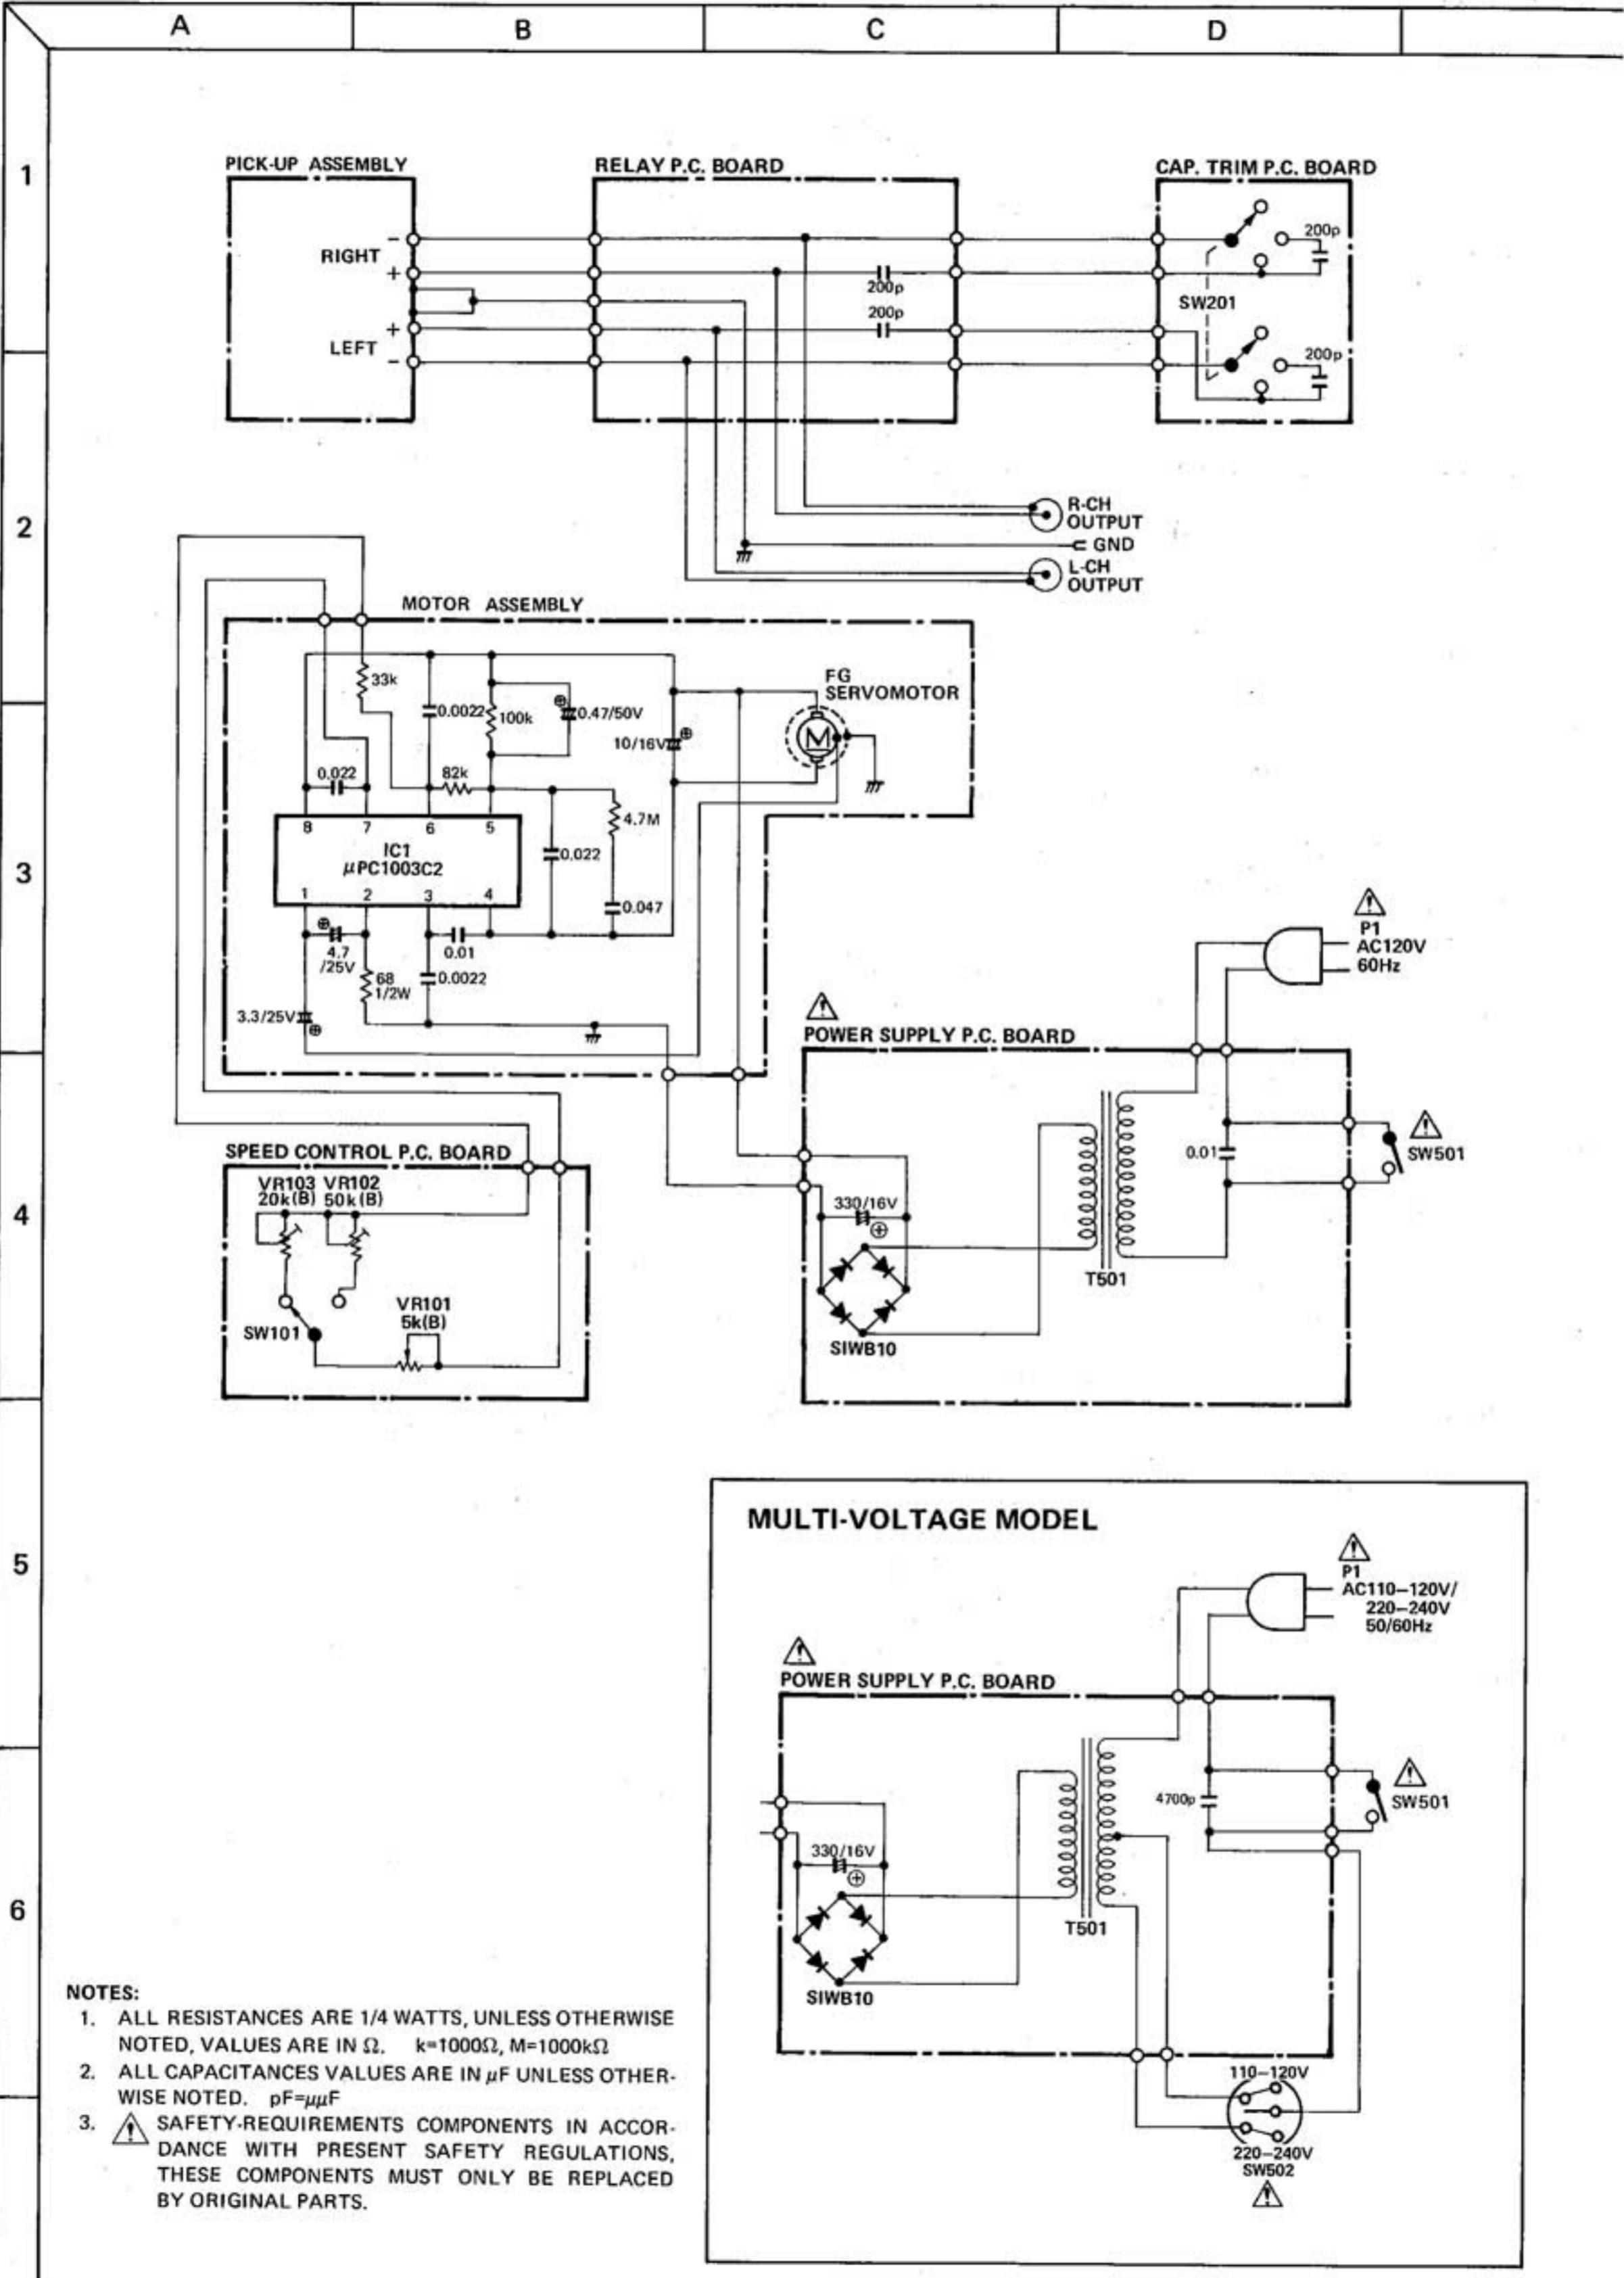 A B C D
1
PICK-UP ASSEMBLY
RELAY P.C. BOARD
CAP. TRIM P.C. BOARD
RIGHT
−
+
200p
200p
200p
SW201
+
LEFT
−
200p
2
R-CH
OUTPUT
GND
L-CH
OUTPUT
MOTOR ASSEMBLY
33k
0.0022
100k
0.47/50V
10/16V
FG
SERVOMOTOR
M
0.022
82k
8 7 6 5
4.7M
3
IC1
μPC1003C2
0.022
1 2 3 4
0.047
4.7
/25V
0.01
68
1/2W
0.0022
3.3/25V
P1
AC120V
60Hz
POWER SUPPLY P.C. BOARD
4
SPEED CONTROL P.C. BOARD
VR103 VR102
20k(B) 50k(B)
SW101
VR101
5k(B)
330/16V
SIWB10
T501
0.01
SW501
5
MULTI-VOLTAGE MODEL
P1
AC110–120V/
220–240V
50/60Hz
POWER SUPPLY P.C. BOARD
4700p
SW501
6
330/16V
T501
SIWB10
110–120V
220–240V
SW502
NOTES:
1. ALL RESISTANCES ARE 1/4 WATTS, UNLESS OTHERWISE
NOTED, VALUES ARE IN Ω. k=1000Ω, M=1000kΩ
2. ALL CAPACITANCES VALUES ARE IN μF UNLESS OTHER-
WISE NOTED. pF=μμF
3. SAFETY-REQUIREMENTS COMPONENTS IN ACCOR-
DANCE WITH PRESENT SAFETY REGULATIONS,
THESE COMPONENTS MUST ONLY BE REPLACED
BY ORIGINAL PARTS.